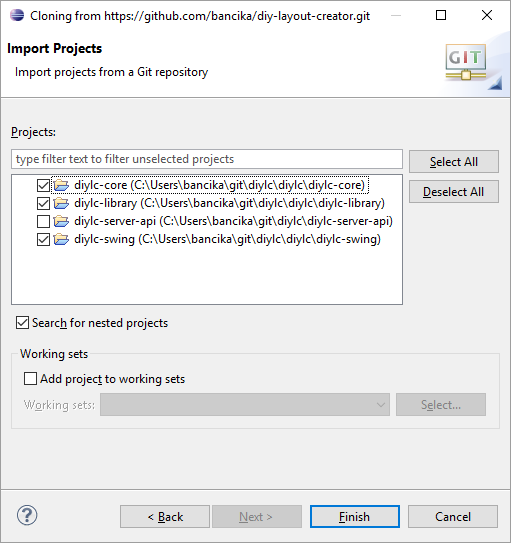 Cloning from https://github.com/bancika/diy-layout-creator.git
Import Projects
Import projects from a Git repository
GIT
Projects:
type filter text to filter unselected projects
Select All
diylc-core (C:\Users\bancika\git\diylc\diylc\diylc-core)
Deselect All
diylc-library (C:\Users\bancika\git\diylc\diylc\diylc-library)
diylc-server-api (C:\Users\bancika\git\diylc\diylc-server-api)
diylc-swing (C:\Users\bancika\git\diylc\diylc\diylc-swing)
Search for nested projects
Working sets
Add project to working sets
Working sets:
Select...
?
< Back
Next >
Finish
Cancel